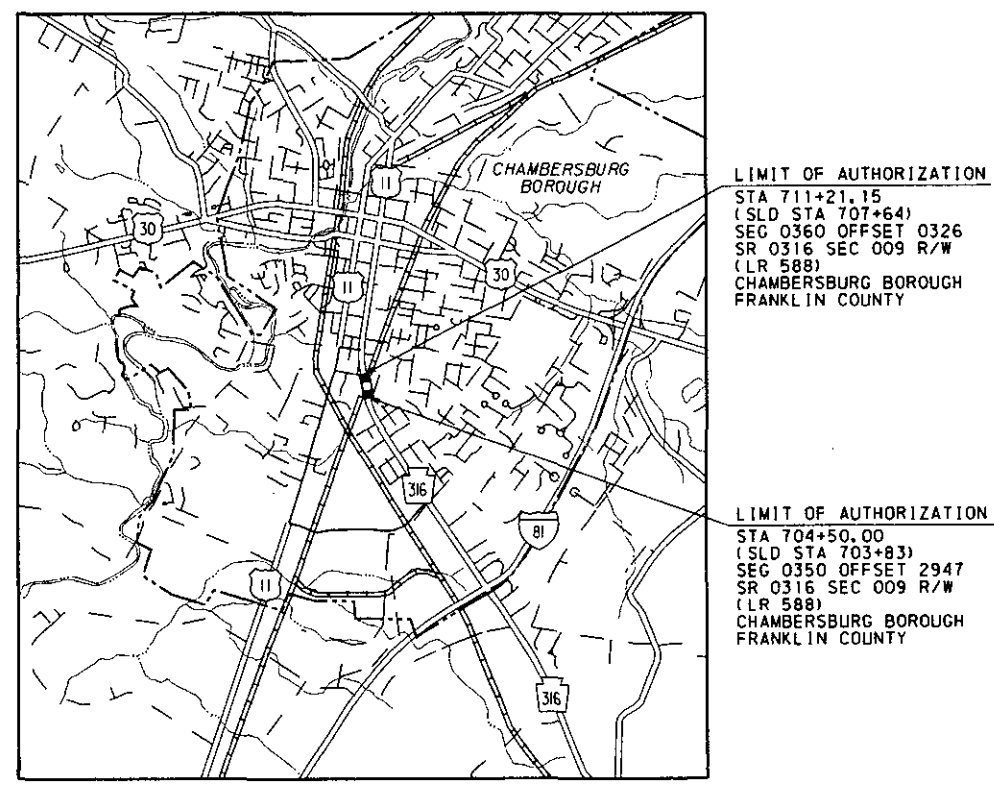 CHAMBERSBURG
BOROUGH
11
30
30
11
316
81
11
316
LIMIT OF AUTHORIZATION
STA 711+21.15
(SLD STA 707+64)
SEG 0360 OFFSET 0326
SR 0316 SEC 009 R/W
(LR 588)
CHAMBERSBURG BOROUGH
FRANKLIN COUNTY
LIMIT OF AUTHORIZATION
STA 704+50.00
(SLD STA 703+83)
SEG 0350 OFFSET 2947
SR 0316 SEC 009 R/W
(LR 588)
CHAMBERSBURG BOROUGH
FRANKLIN COUNTY